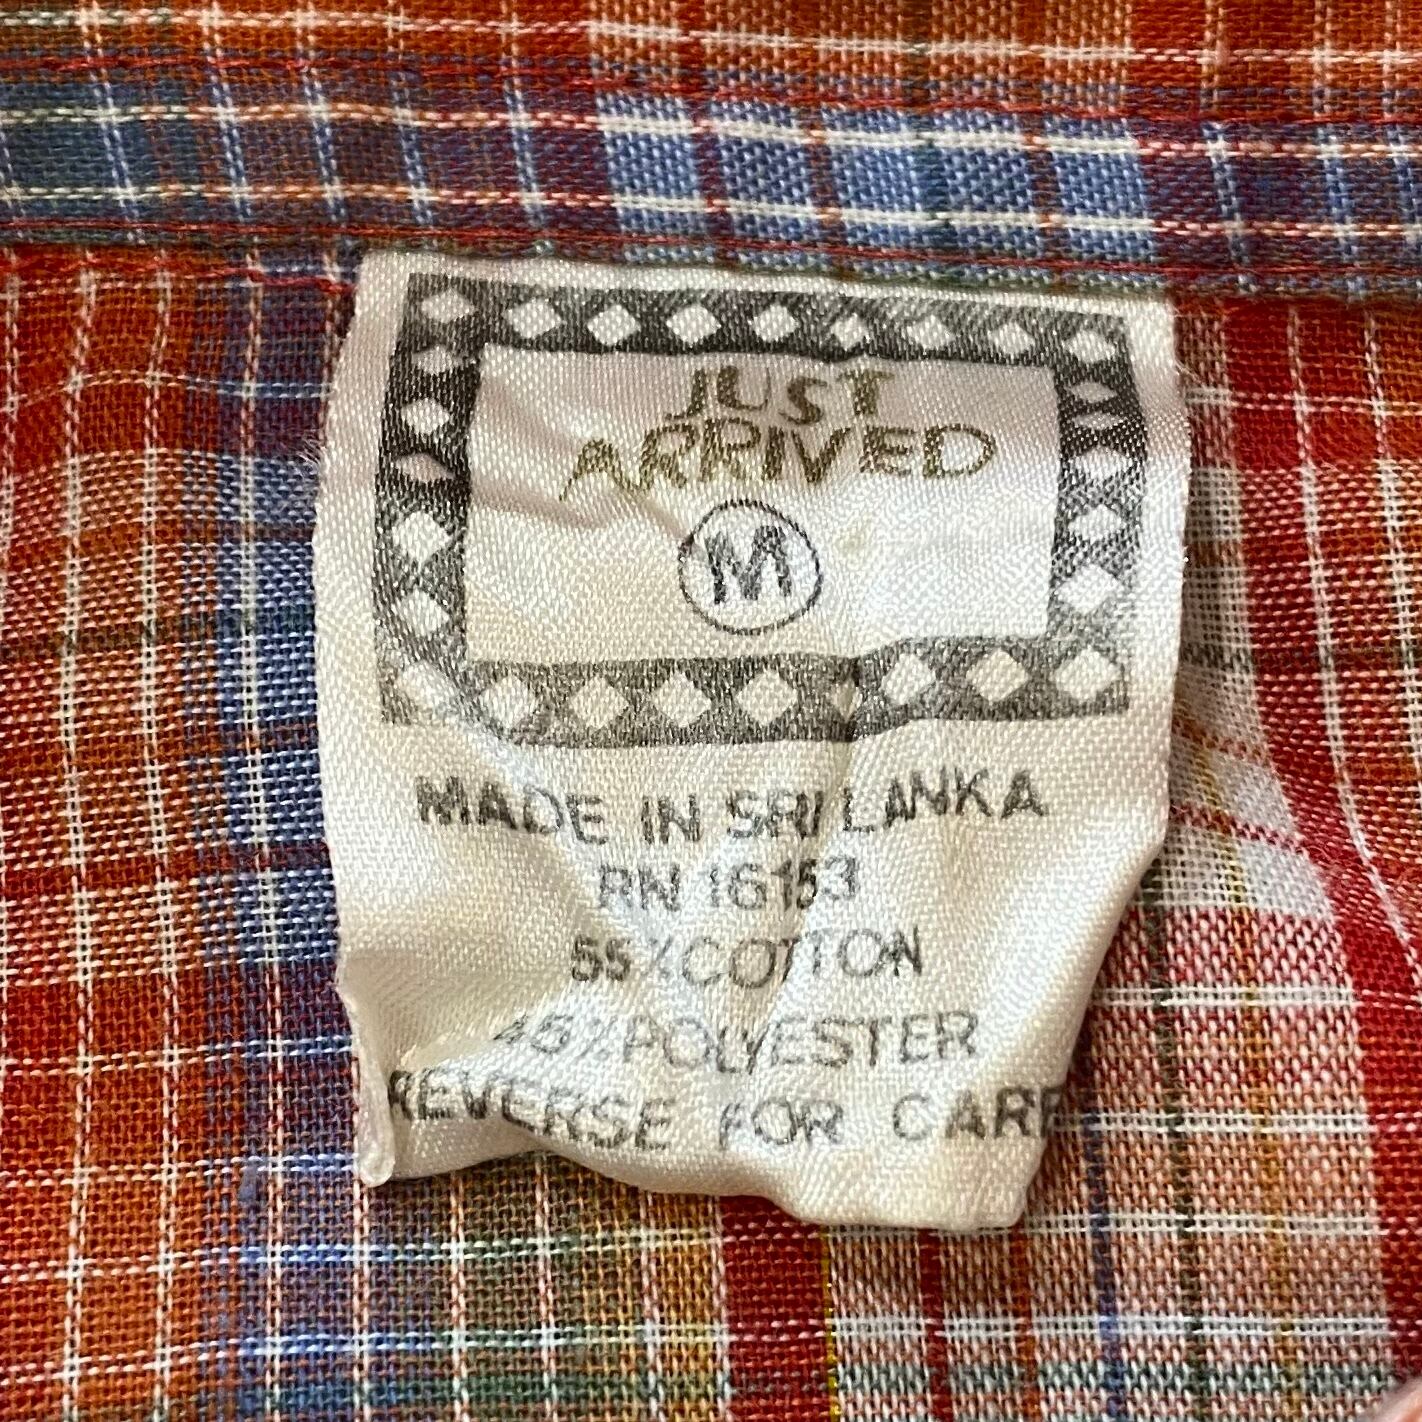 JUST
ARRIVED
M
MADE IN SRI LANKA
RN 16153
55% COTTON
45% POLYESTER
REVERSE FOR CARE